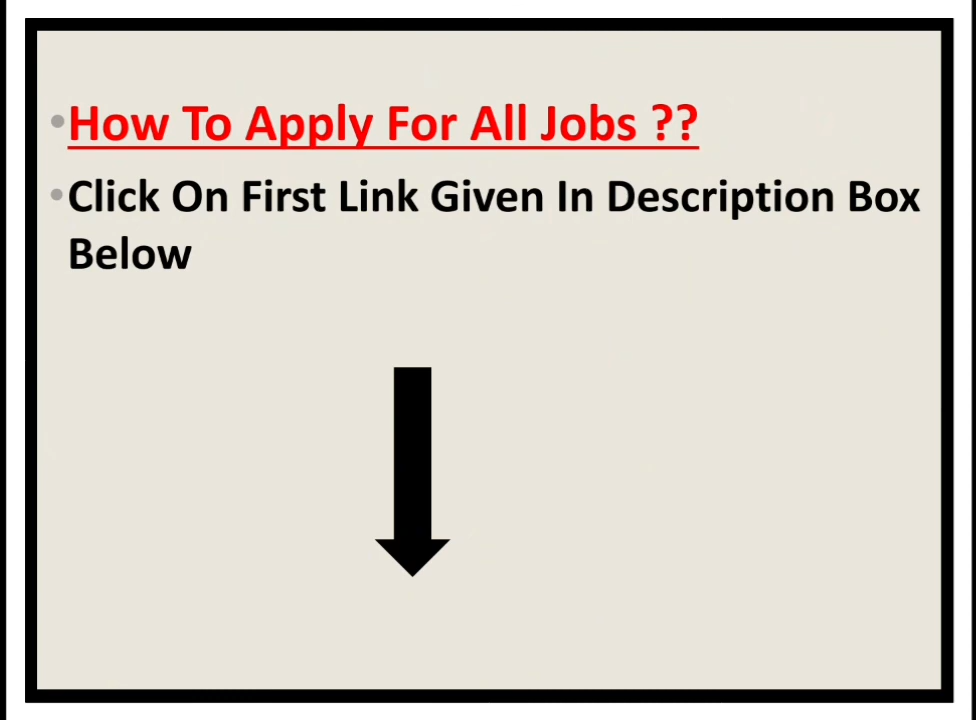 •How To Apply For All Jobs ??
•Click On First Link Given In Description Box
Below